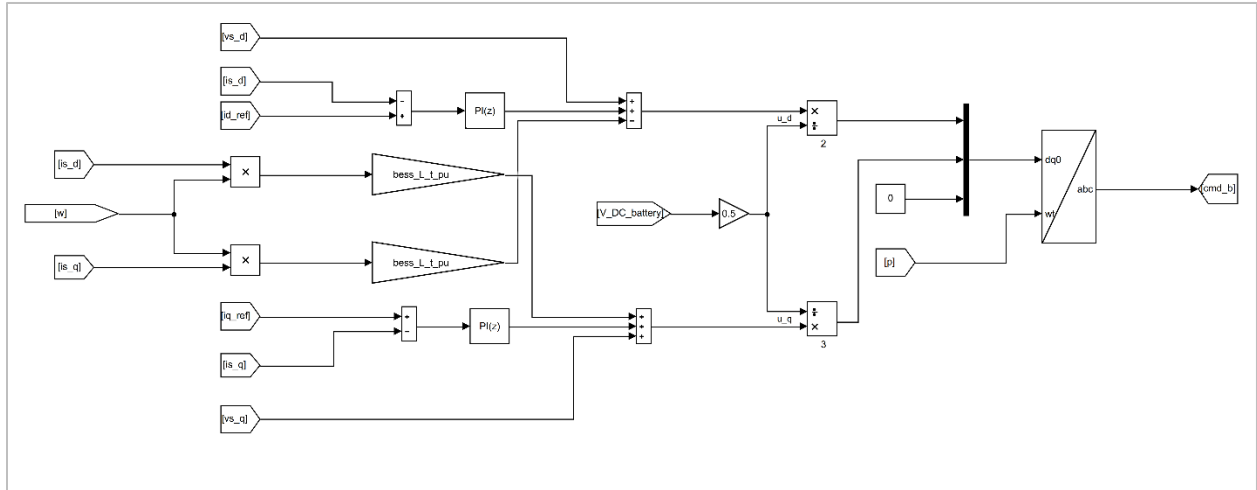 [vs_d]
[is_d]
[id_ref]
-
+
PI(z)
+
+
-
u_d
×
÷
2
[is_d]
×
bess_L_t_pu
[w]
[V_DC_battery]
0.5
0
dq0
wt
abc
[cmd_b]
[is_q]
×
bess_L_t_pu
[p]
[iq_ref]
+
-
PI(z)
+
+
+
u_q
÷
×
3
[is_q]
[vs_q]